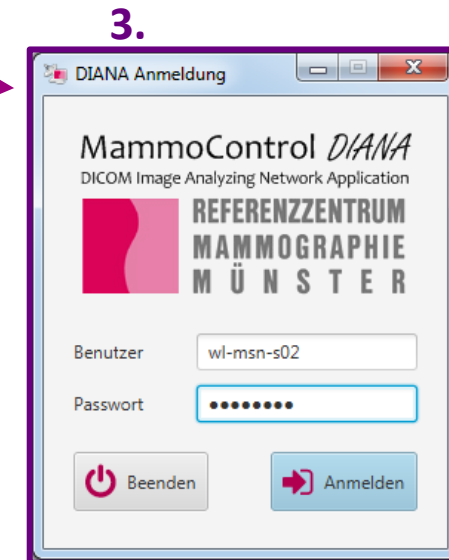 3.
DIANA Anmeldung
MammoControl DIANA
DICOM Image Analyzing Network Application
REFERENZZENTRUM
MAMMOGRAPHIE
MÜNSTER
Benutzer wl-msn-s02
Passwort ●●●●●●●●
Beenden Anmelden